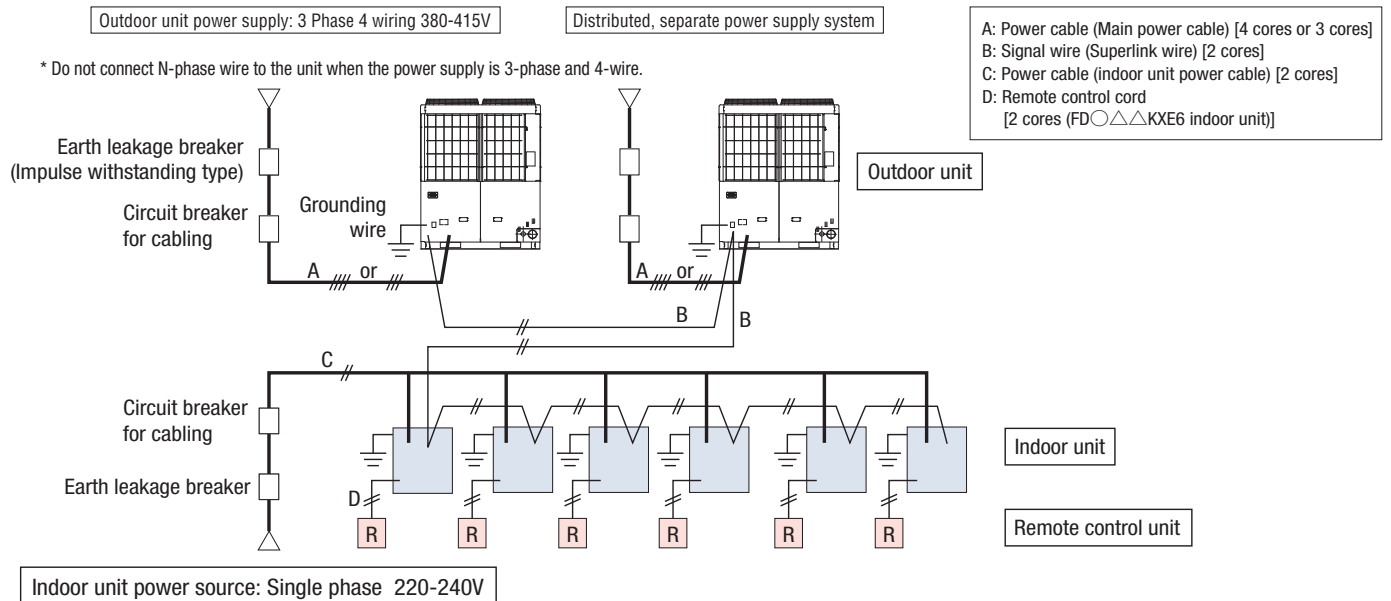 Outdoor unit power supply: 3 Phase 4 wiring 380-415V
Distributed, separate power supply system
A: Power cable (Main power cable) [4 cores or 3 cores]
B: Signal wire (Superlink wire) [2 cores]
C: Power cable (indoor unit power cable) [2 cores]
D: Remote control cord
[2 cores (FD○△△KXE6 indoor unit)]
* Do not connect N-phase wire to the unit when the power supply is 3-phase and 4-wire.
Earth leakage breaker
(Impulse withstanding type)
Circuit breaker
for cabling
Grounding
wire
Outdoor unit
A or
A or
B
B
C
Circuit breaker
for cabling
Earth leakage breaker
Indoor unit
D
R R R R R R
Remote control unit
Indoor unit power source: Single phase 220-240V